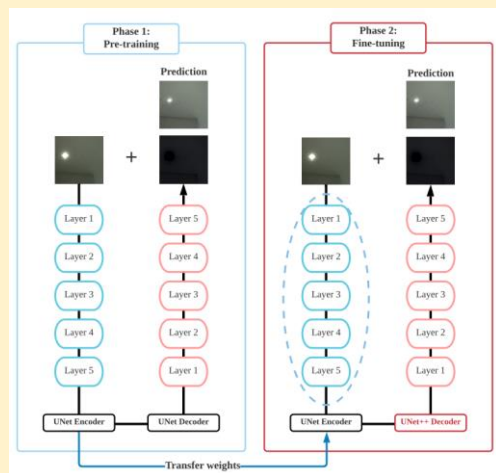 Phase 1:
Pre-training
Prediction
+
Layer 1
Layer 2
Layer 3
Layer 4
Layer 5
Layer 5
Layer 4
Layer 3
Layer 2
Layer 1
UNet Encoder
UNet Decoder
Phase 2:
Fine-tuning
Prediction
+
Layer 1
Layer 2
Layer 3
Layer 4
Layer 5
Layer 5
Layer 4
Layer 3
Layer 2
Layer 1
UNet Encoder
UNet++ Decoder
Transfer weights